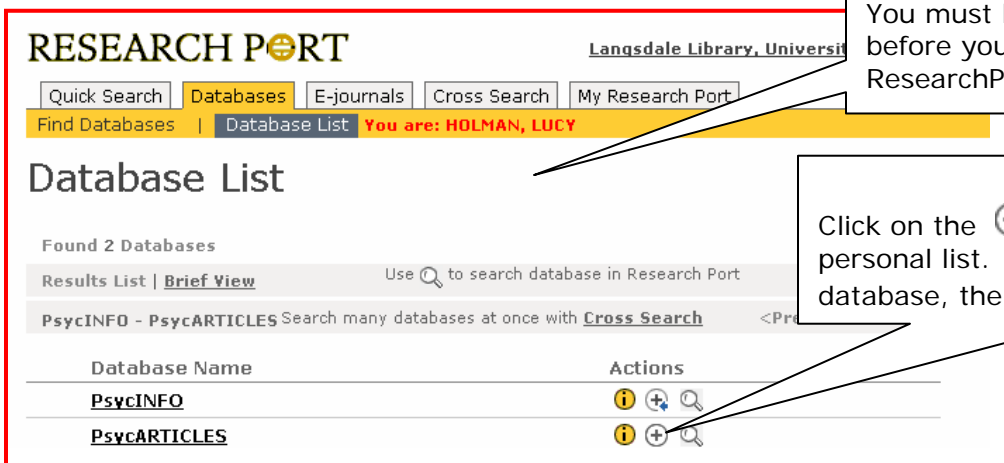 You must
RESEARCH PORT
Langsdale Library, Universit
before you
ResearchP
Quick Search Databases E-journals Cross Search My Research Port
Find Databases | Database List You are: HOLMAN, LUCY
Database List
Click on the
personal list.
database, the
Found 2 Databases
Results List | Brief View Use to search database in Research Port
PsycINFO - PsycARTICLES Search many databases at once with Cross Search <Pre
Database Name Actions
PsycINFO
PsycARTICLES